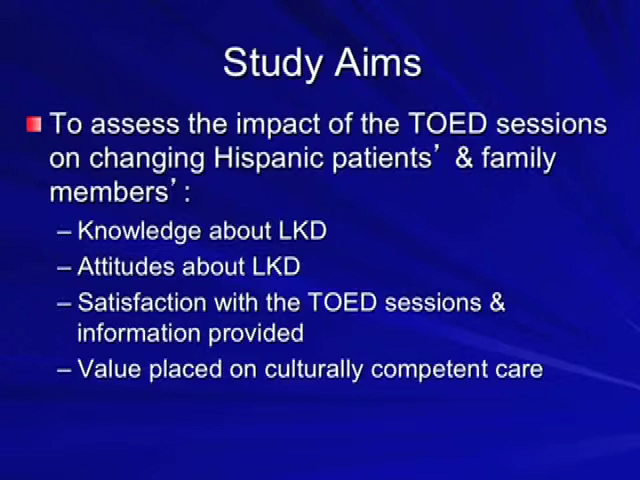 Study Aims
To assess the impact of the TOED sessions
on changing Hispanic patients’ & family
members’:
– Knowledge about LKD
– Attitudes about LKD
– Satisfaction with the TOED sessions &
information provided
– Value placed on culturally competent care